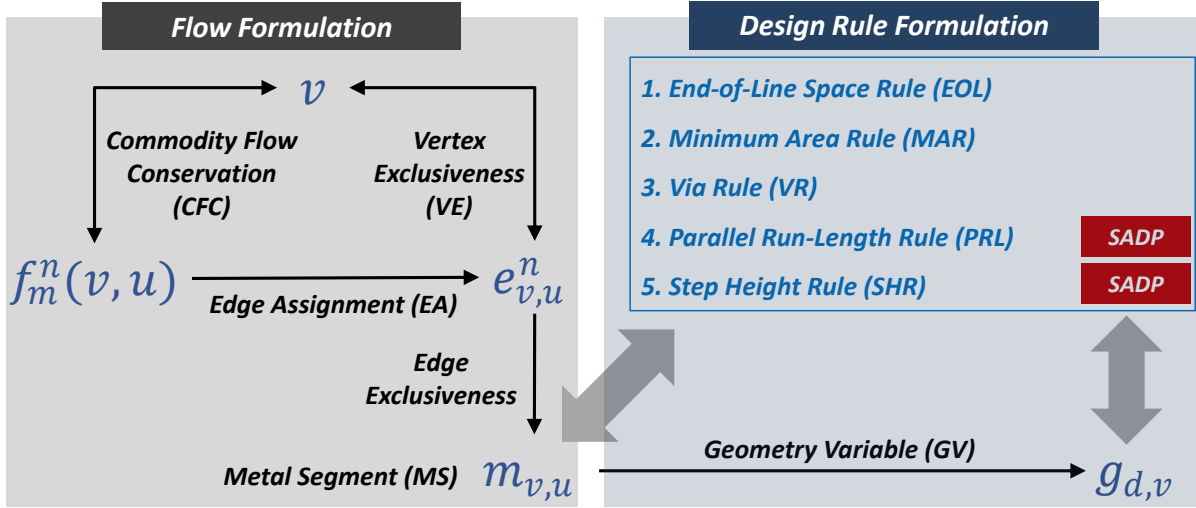 Flow Formulation
v
Commodity Flow
Conservation
(CFC)
Vertex
Exclusiveness
(VE)
f_m^n(v, u)
Edge Assignment (EA)
e_{v,u}^n
Edge
Exclusiveness
Metal Segment (MS)
m_{v,u}
Design Rule Formulation
1. End-of-Line Space Rule (EOL)
2. Minimum Area Rule (MAR)
3. Via Rule (VR)
4. Parallel Run-Length Rule (PRL) SADP
5. Step Height Rule (SHR) SADP
Geometry Variable (GV)
g_{d,v}